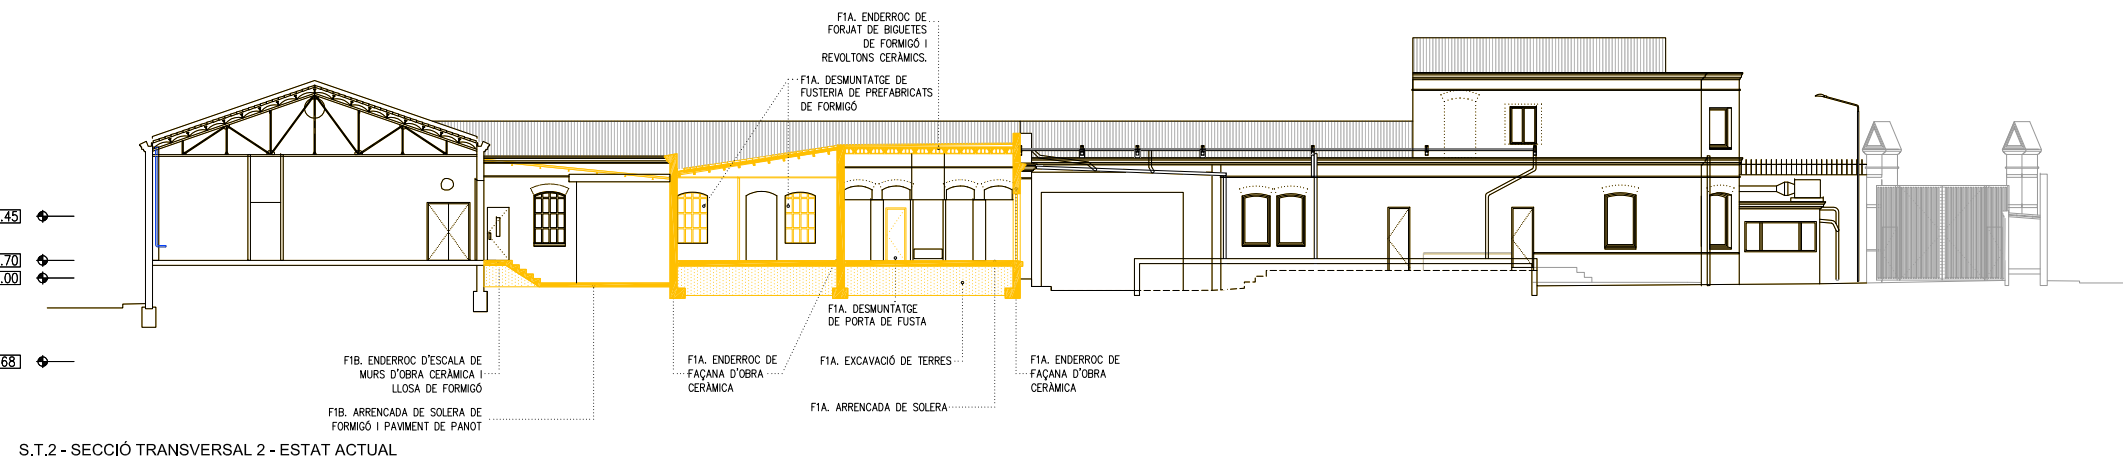 F1A. ENDERROC DE
FORJAT DE BIGUETES
DE FORMIGÓ I
REVOLTONS CERÀMICS.
F1A. DESMUNTATGE DE
FUSTERIA DE PREFABRICATS
DE FORMIGÓ
.45
.70
.00
68
F1A. DESMUNTATGE
DE PORTA DE FUSTA
F1B. ENDERROC D'ESCALA DE
MURS D'OBRA CERÀMICA I
LLOSA DE FORMIGÓ
F1A. ENDERROC DE
FAÇANA D'OBRA
CERÀMICA
F1A. EXCAVACIÓ DE TERRES
F1A. ENDERROC DE
FAÇANA D'OBRA
CERÀMICA
F1B. ARRENCADA DE SOLERA DE
FORMIGÓ I PAVIMENT DE PANOT
F1A. ARRENCADA DE SOLERA
S.T.2 - SECCIÓ TRANSVERSAL 2 - ESTAT ACTUAL